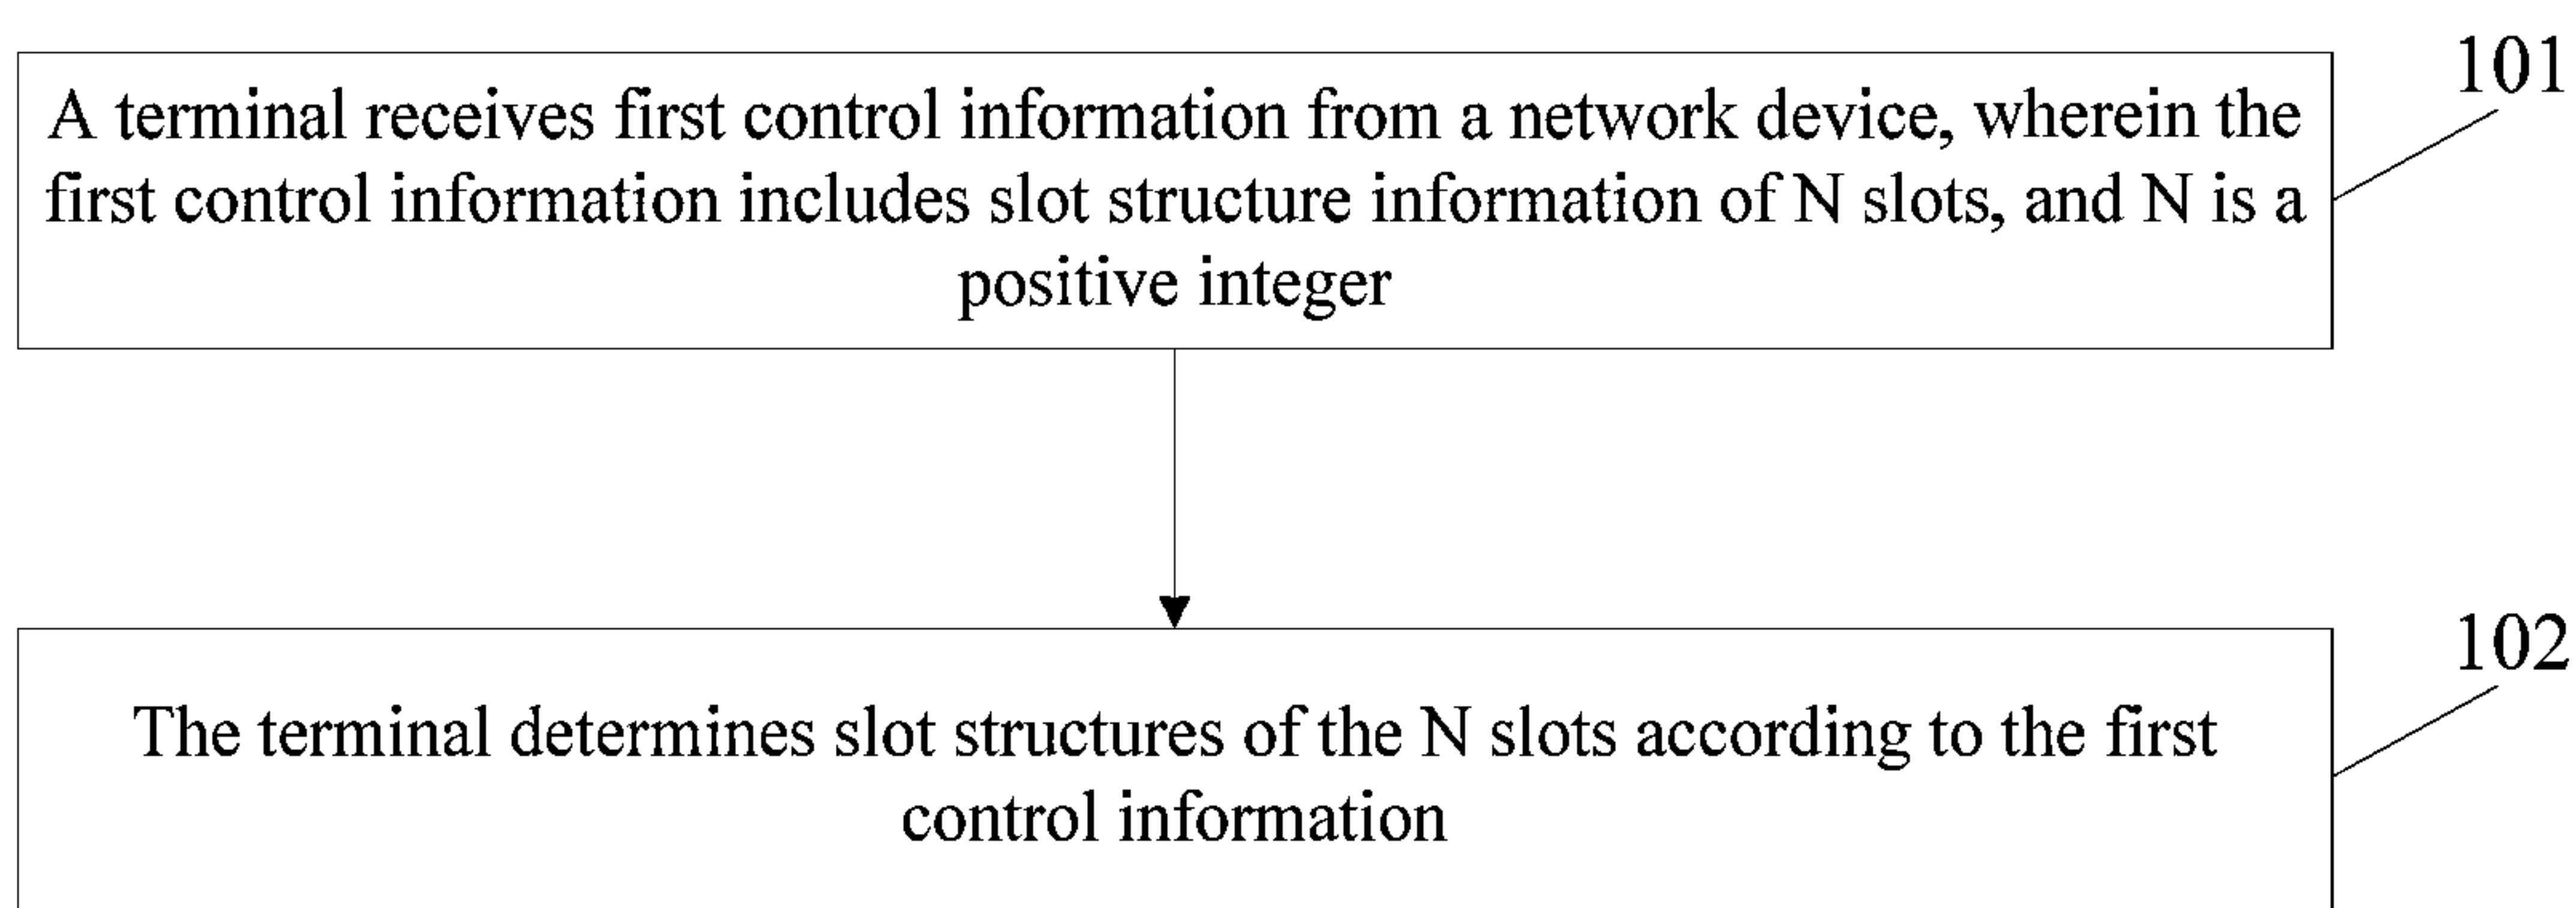 101
A terminal receives first control information from a network device, wherein the
first control information includes slot structure information of N slots, and N is a
positive integer
102
The terminal determines slot structures of the N slots according to the first
control information